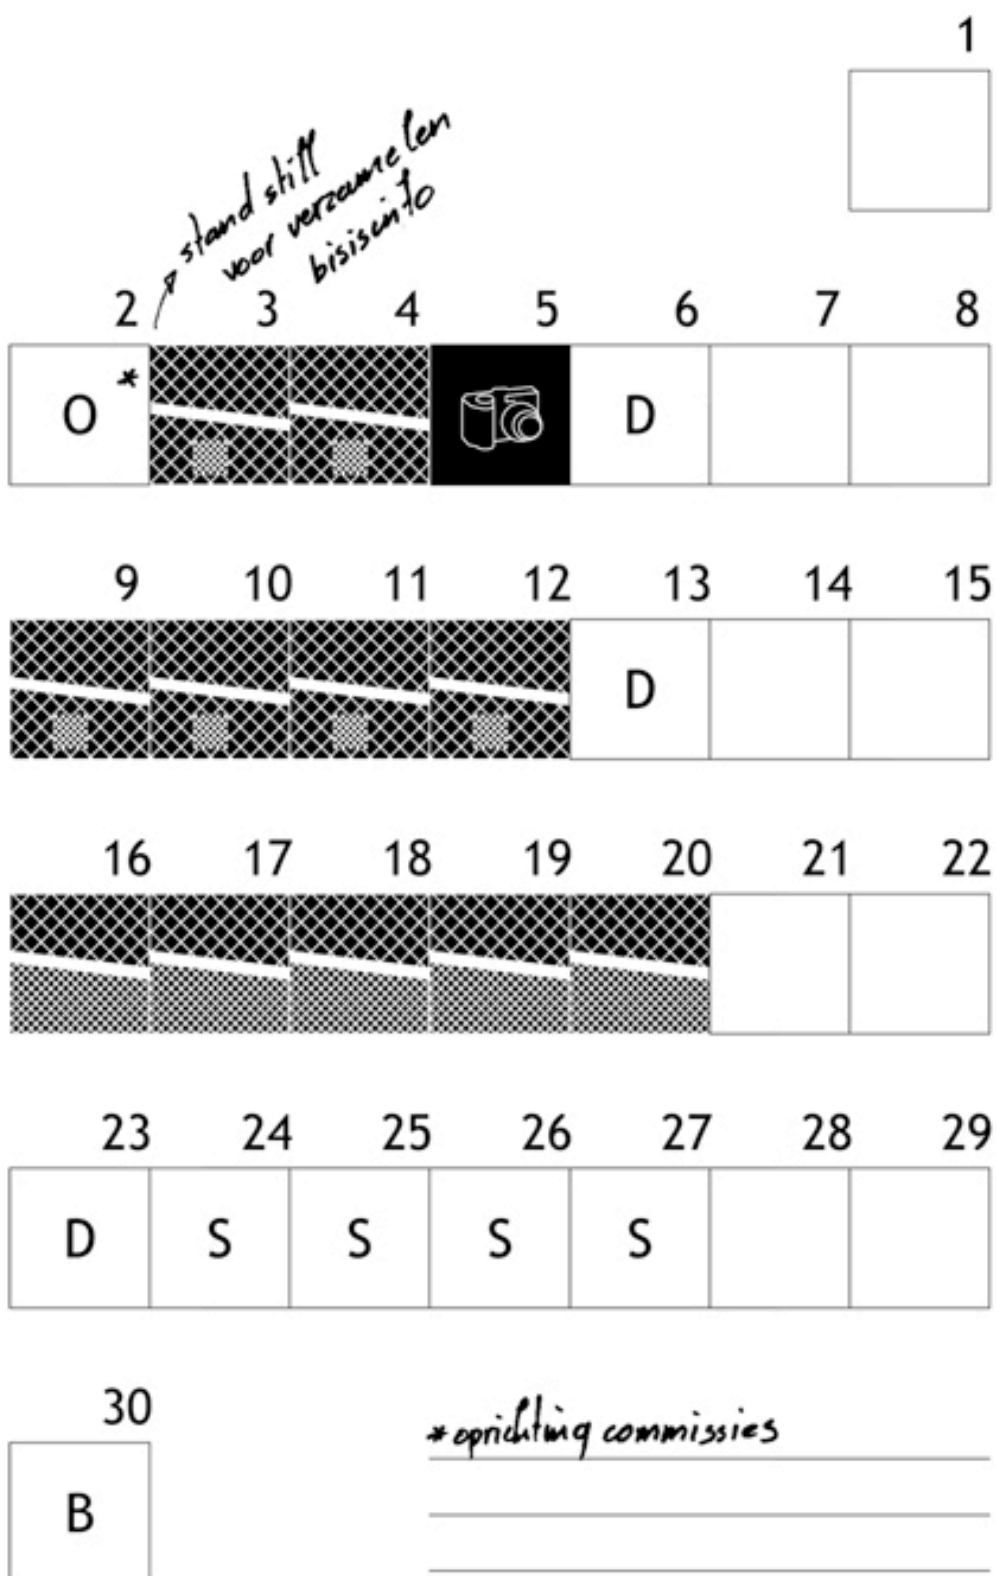 1
stand still
voor verzamelen
bisisinfo
2 3 4 5 6 7 8
O * D
9 10 11 12 13 14 15
D
16 17 18 19 20 21 22
23 24 25 26 27 28 29
D S S S S
30
B
* oprichting commissies